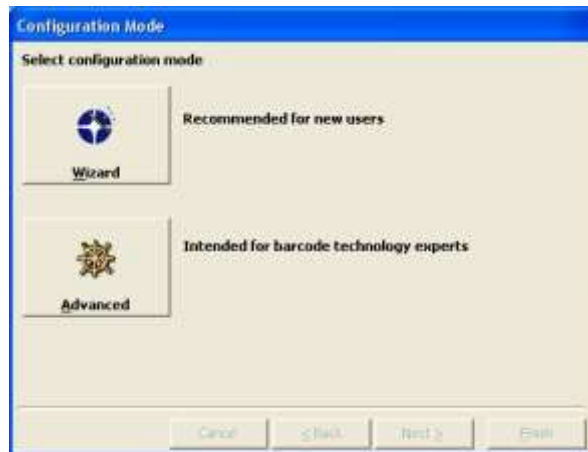 Configuration Mode
Select configuration mode
Recommended for new users
Wizard
Intended for barcode technology experts
Advanced
Cancel
< Back
Next >
Finish